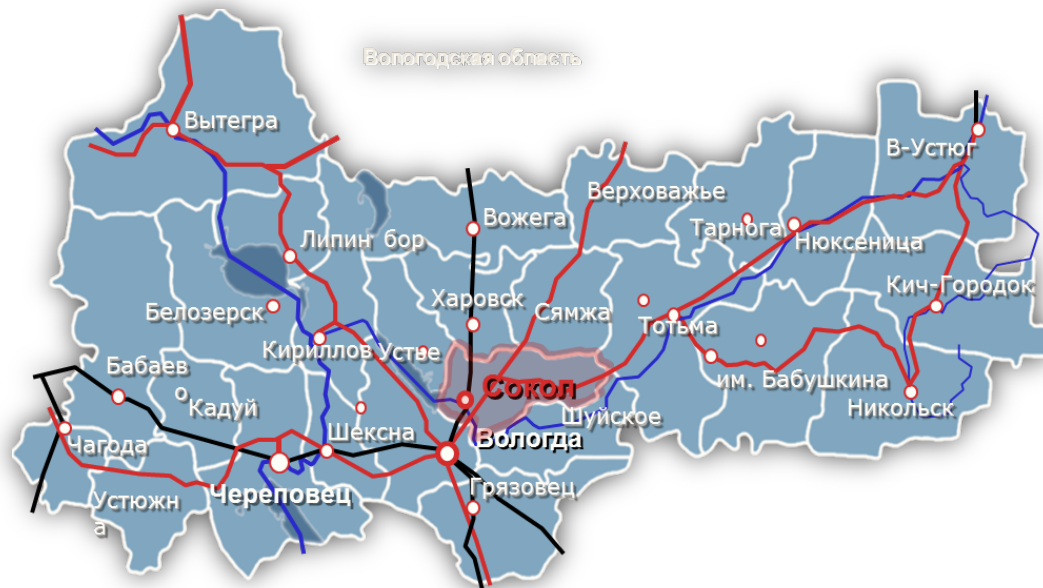 Вологодская область
Вытегра
В-Устюг
Верховажье
Вожега
Тарнога
Нюксеница
Липин бор
Кич-Городок
Белозерск
Харовск
Сямжа
Тотьма
Кириллов
Устье
Бабаев
о
Сокол
им. Бабушкина
Кадуй
Шуйское
Никольск
Чагода
Шексна
Вологда
Череповец
Грязовец
Устюжн
а